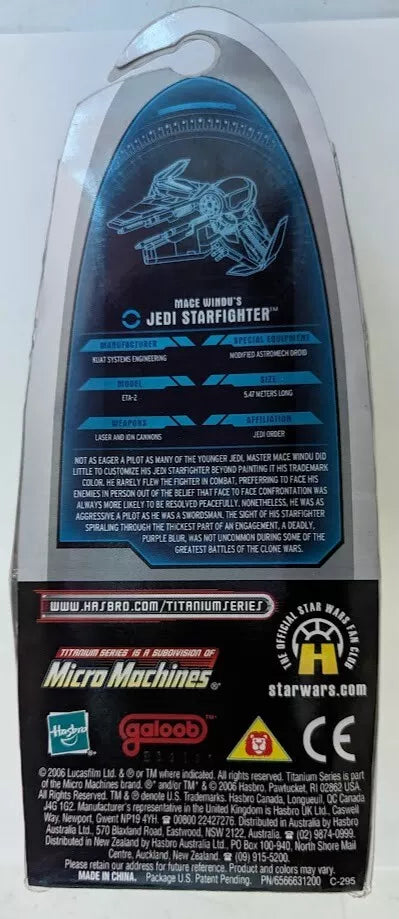 MACE WINDU'S
JEDI STARFIGHTER™
MANUFACTURER
KUAT SYSTEMS ENGINEERING
SPECIAL EQUIPMENT
MODIFIED ASTROMECH DROID
MODEL
ETA-2
SIZE
5.47 METERS LONG
WEAPONS
LASER AND ION CANNONS
AFFILIATION
JEDI ORDER
NOT AS EAGER A PILOT AS MANY OF THE YOUNGER JEDI, MASTER MACE WINDU DID
LITTLE TO CUSTOMIZE HIS JEDI STARFIGHTER BEYOND PAINTING IT HIS TRADEMARK
COLOR. HE RARELY FLEW THE FIGHTER IN COMBAT, PREFERRING TO FACE HIS
ENEMIES IN PERSON OUT OF THE BELIEF THAT FACE TO FACE CONFRONTATION WAS
ALWAYS MORE LIKELY TO BE RESOLVED PEACEFULLY. NONETHELESS, HE WAS AS
AGGRESSIVE A PILOT AS HE WAS A SWORDSMAN. THE SIGHT OF HIS STARFIGHTER
SPIRALING THROUGH THE THICKEST PART OF AN ENGAGEMENT, A DEADLY,
PURPLE BLUR, WAS NOT UNCOMMON DURING SOME OF THE
GREATEST BATTLES OF THE CLONE WARS.
WWW.HASBRO.COM/TITANIUMSERIES
THE OFFICIAL STAR WARS FAN CLUB
H
starwars.com
TITANIUM SERIES IS A SUBDIVISION OF
Micro Machines®
Hasbro®
galoob™
CE
© 2006 Lucasfilm Ltd. & ® or TM where indicated. All rights reserved. Titanium Series is part
of the Micro Machines brand. ®* and/or TM* & © 2006 Hasbro. Pawtucket, RI 02862 USA.
All Rights Reserved. TM & ® denote U.S. Trademarks. Hasbro Canada, Longueuil, QC Canada
J4G 1G2. Manufacturer's representative in the United Kingdom is Hasbro UK Ltd., Caswell
Way, Newport, Gwent NP19 4YH. ☎ 00800 22427276. Distributed in Australia by Hasbro
Australia Ltd., 570 Blaxland Road, Eastwood, NSW 2122, Australia. ☎ (02) 9874-0999.
Distributed in New Zealand by Hasbro Australia Ltd., PO Box 100-940, North Shore Mail
Centre, Auckland, New Zealand ☎ (09) 915-5200.
Please retain our address for future reference. Product and colors may vary.
MADE IN CHINA. Package U.S. Patent Pending. PN/6566631200 C-295